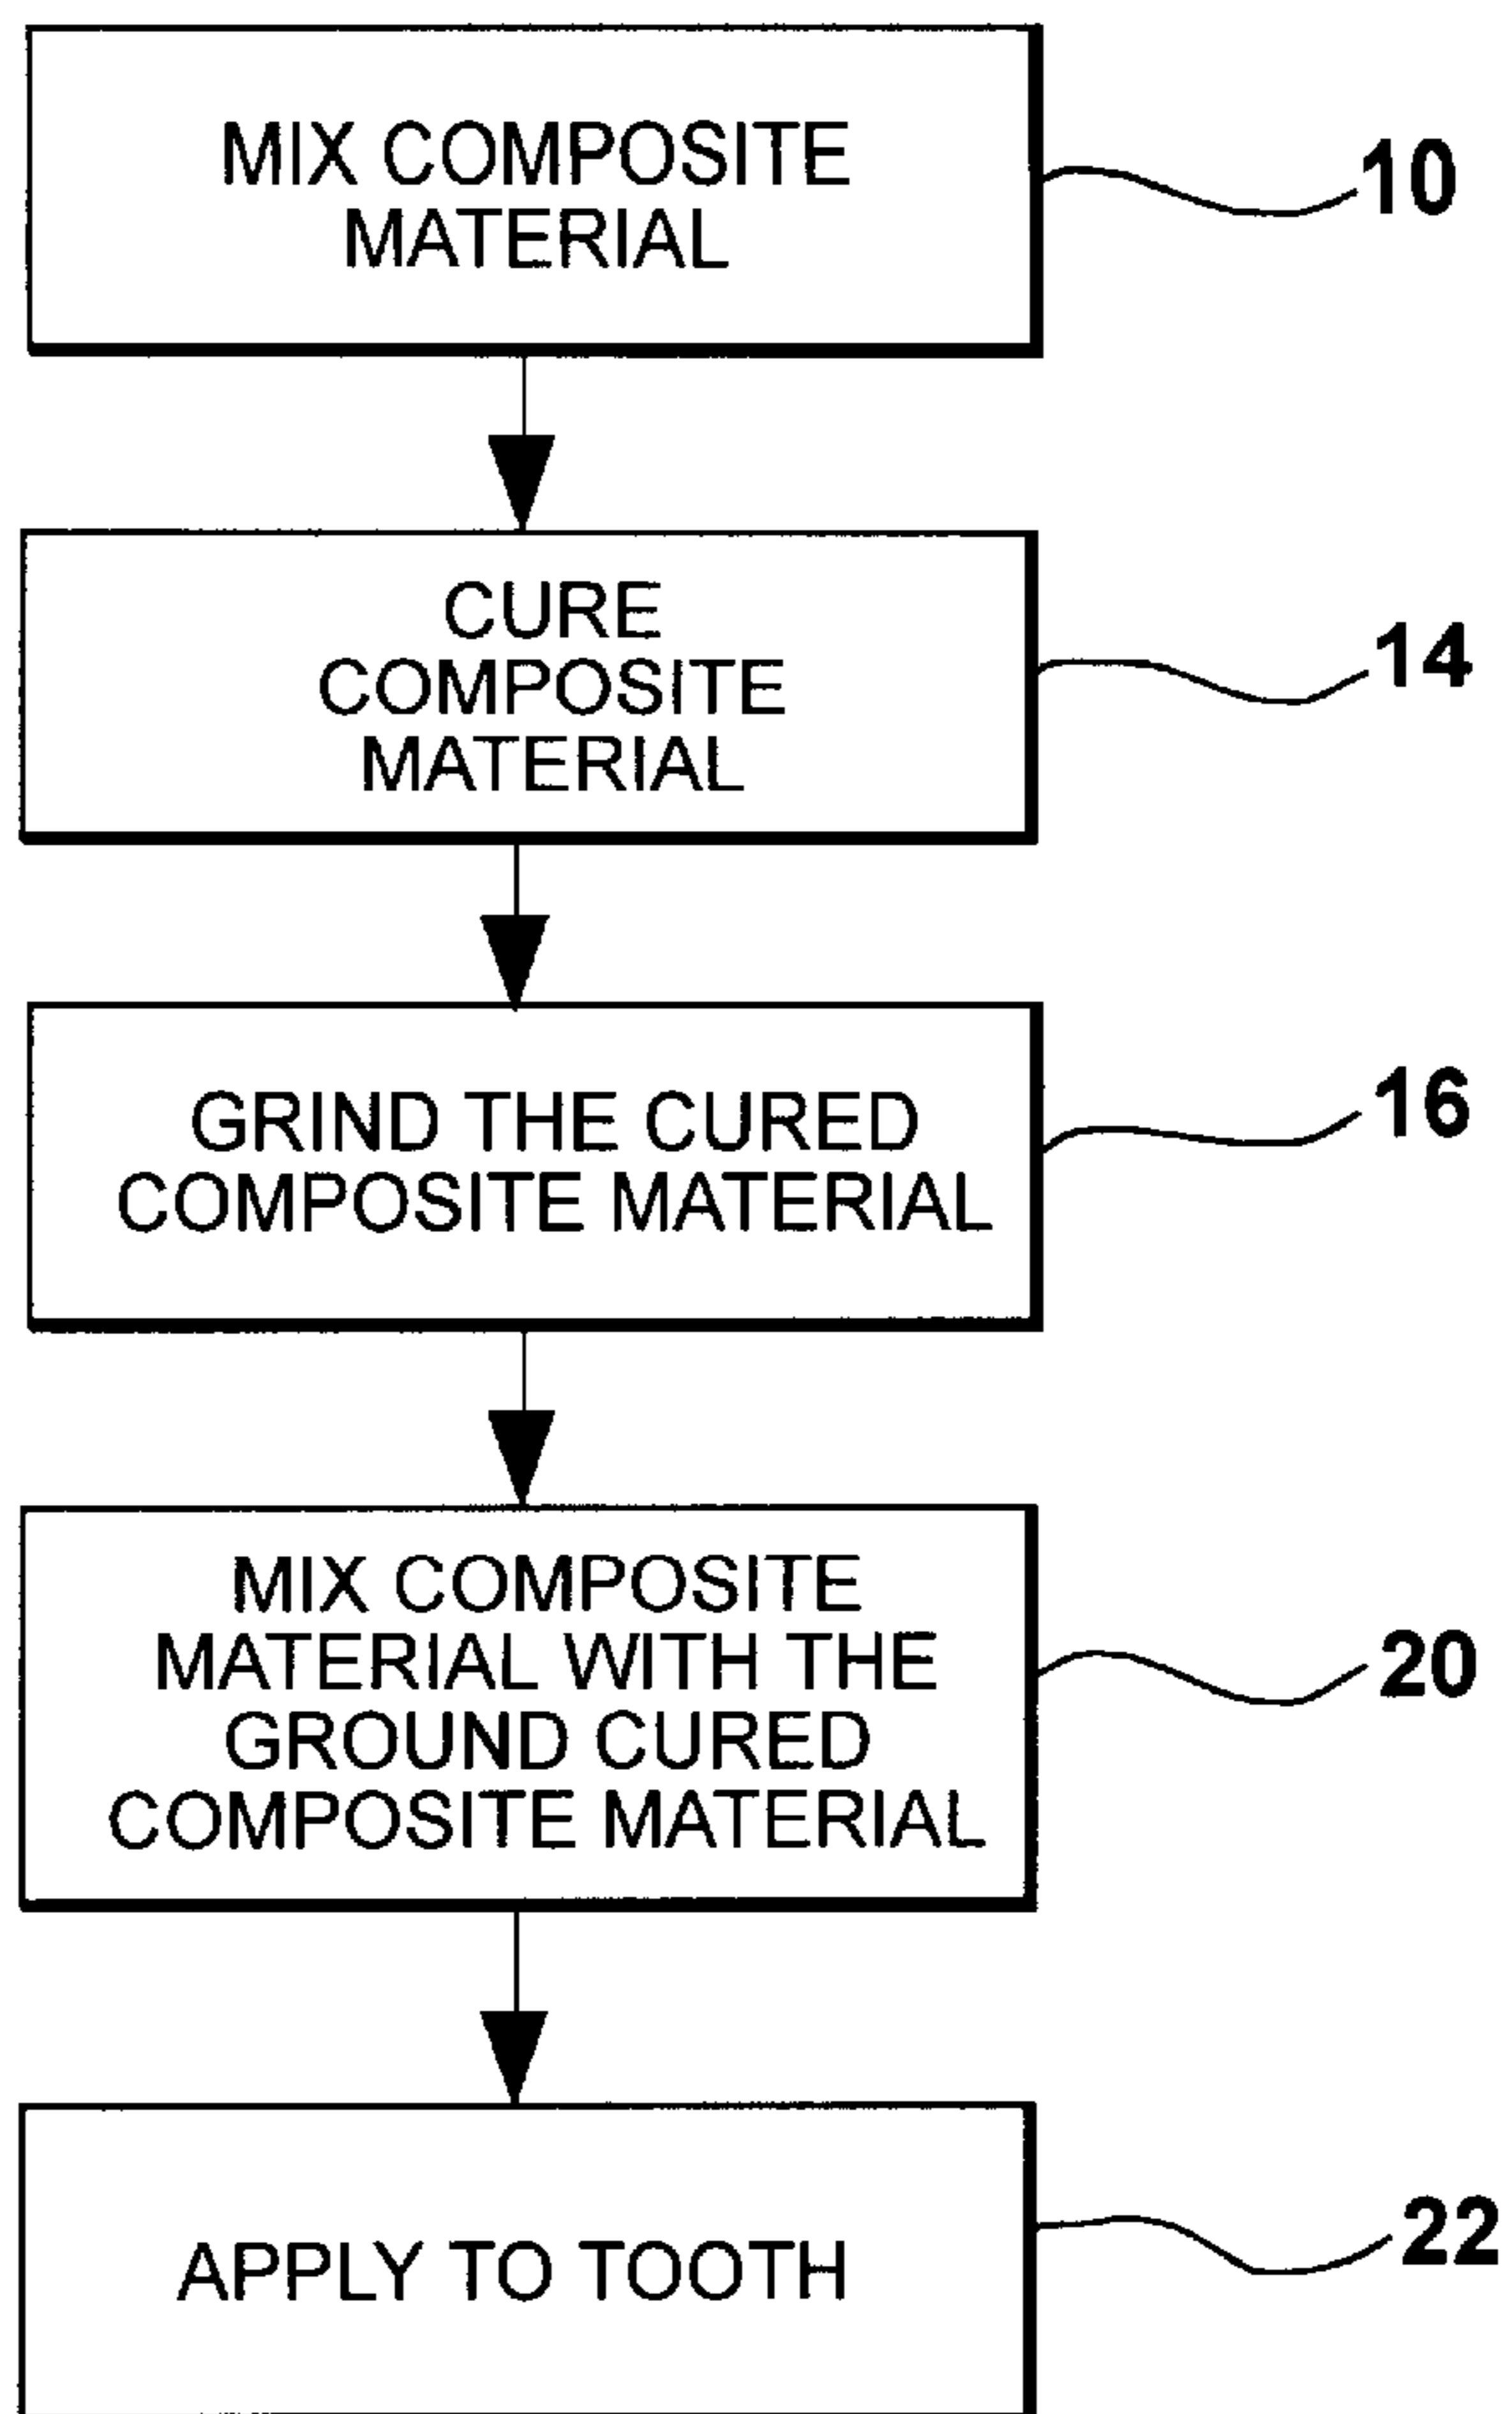 MIX COMPOSITE
MATERIAL
10
CURE
COMPOSITE
MATERIAL
14
GRIND THE CURED
COMPOSITE MATERIAL
16
MIX COMPOSITE
MATERIAL WITH THE
GROUND CURED
COMPOSITE MATERIAL
20
APPLY TO TOOTH
22